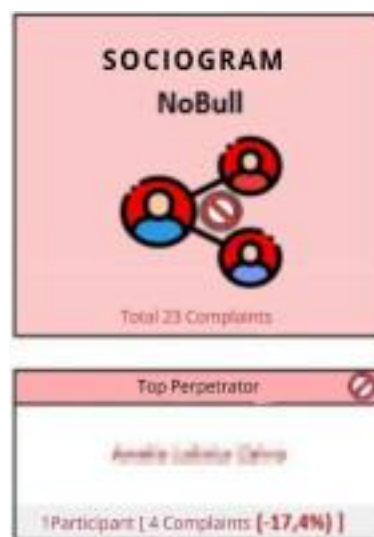 SOCIOGRAM
NoBull
Total 23 Complaints
Top Perpetrator
1Participant [ 4 Complaints (-17,4%) ]